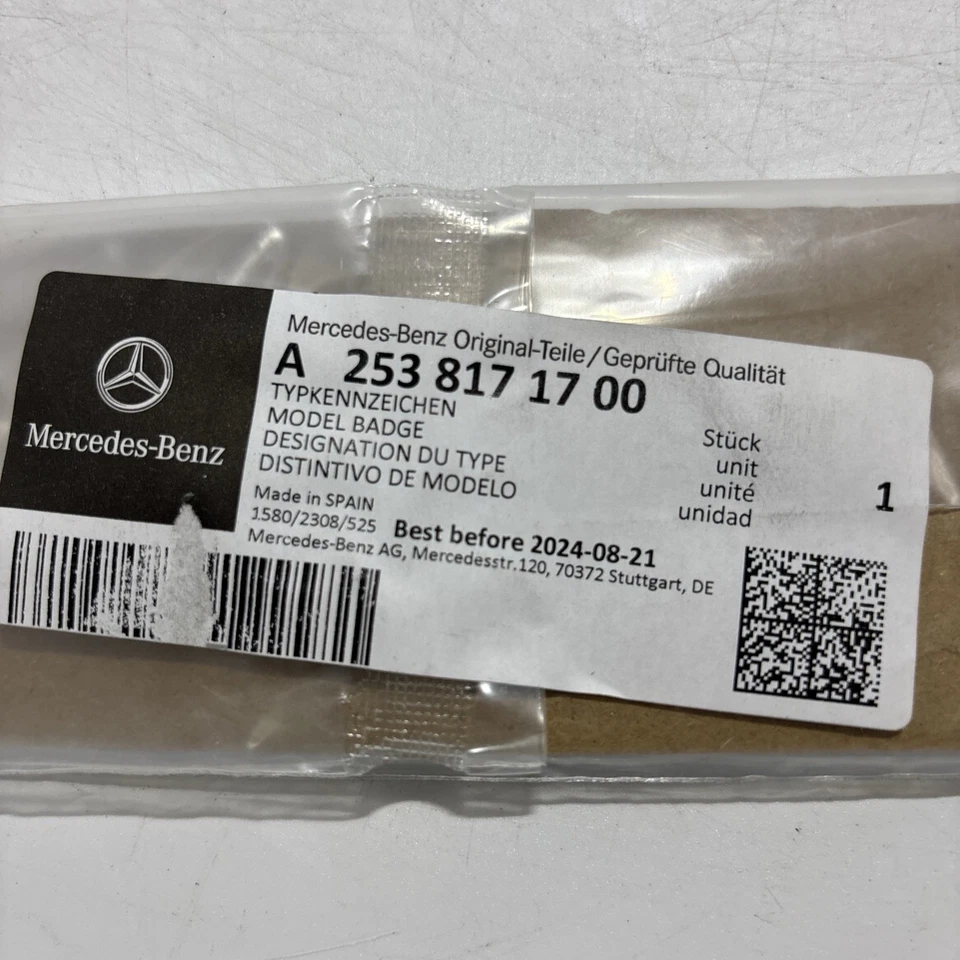 Mercedes-Benz
Mercedes-Benz Original-Teile/Geprüfte Qualität
A 253 817 17 00
TYPKENNZEICHEN
MODEL BADGE
DESIGNATION DU TYPE
DISTINTIVO DE MODELO
Stück
unit
unité
unidad
1
Made in SPAIN
1580/2308/525 Best before 2024-08-21
Mercedes-Benz AG, Mercedesstr.120, 70372 Stuttgart, DE